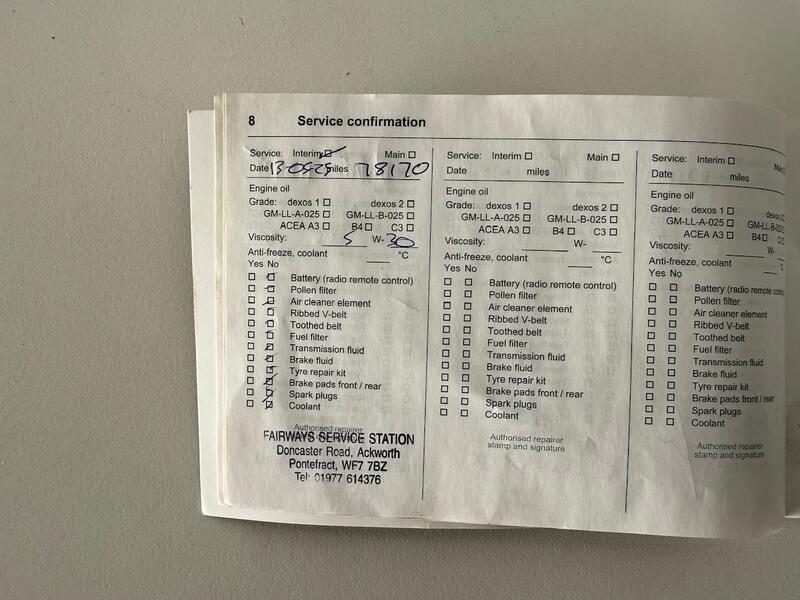 8 Service confirmation
Service: Interim ☑ Main ☐
Date 13-05-25 miles 78170
Engine oil
Grade: dexos 1 ☐ dexos 2 ☐
GM-LL-A-025 ☐ GM-LL-B-025 ☐
ACEA A3 ☐ B4 ☐ C3 ☐
Viscosity: 5 W- 30
Anti-freeze, coolant °C
Yes No
Battery (radio remote control)
Pollen filter
Air cleaner element
Ribbed V-belt
Toothed belt
Fuel filter
Transmission fluid
Brake fluid
Tyre repair kit
Brake pads front / rear
Spark plugs
Coolant
Authorised repairer
FAIRWAYS SERVICE STATION
Doncaster Road, Ackworth
Pontefract, WF7 7BZ
Tel: 01977 614376
Service: Interim ☐ Main ☐
Date miles
Engine oil
Grade: dexos 1 ☐ dexos 2 ☐
GM-LL-A-025 ☐ GM-LL-B-025 ☐
ACEA A3 ☐ B4 ☐ C3 ☐
Viscosity: W-
Anti-freeze, coolant °C
Yes No
Battery (radio remote control)
Pollen filter
Air cleaner element
Ribbed V-belt
Toothed belt
Fuel filter
Transmission fluid
Brake fluid
Tyre repair kit
Brake pads front / rear
Spark plugs
Coolant
Authorised repairer
stamp and signature
Service: Interim ☐
Date miles
Engine oil
Grade: dexos 1 ☐ dexos 2
GM-LL-A-025 ☐ GM-LL-B-025
ACEA A3 ☐ B4 ☐ C3 ☐
Viscosity: W-
Anti-freeze, coolant °C
Yes No
Battery (radio remote
Pollen filter
Air cleaner element
Ribbed V-belt
Toothed belt
Fuel filter
Transmission fluid
Brake fluid
Tyre repair kit
Brake pads front / rear
Spark plugs
Coolant
Authorised repairer
stamp and signature